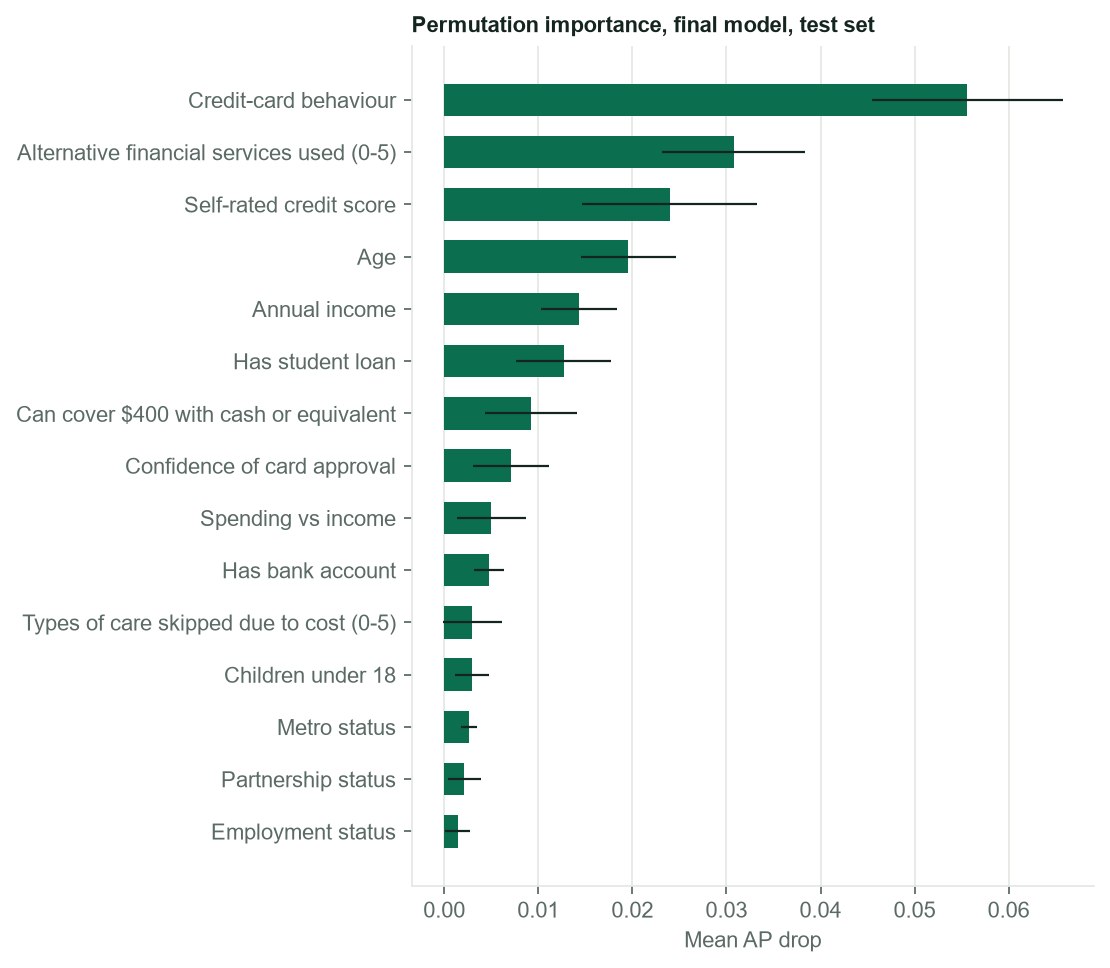 Permutation importance, final model, test set
Credit-card behaviour
Alternative financial services used (0-5)
Self-rated credit score
Age
Annual income
Has student loan
Can cover $400 with cash or equivalent
Confidence of card approval
Spending vs income
Has bank account
Types of care skipped due to cost (0-5)
Children under 18
Metro status
Partnership status
Employment status
0.00 0.01 0.02 0.03 0.04 0.05 0.06
Mean AP drop